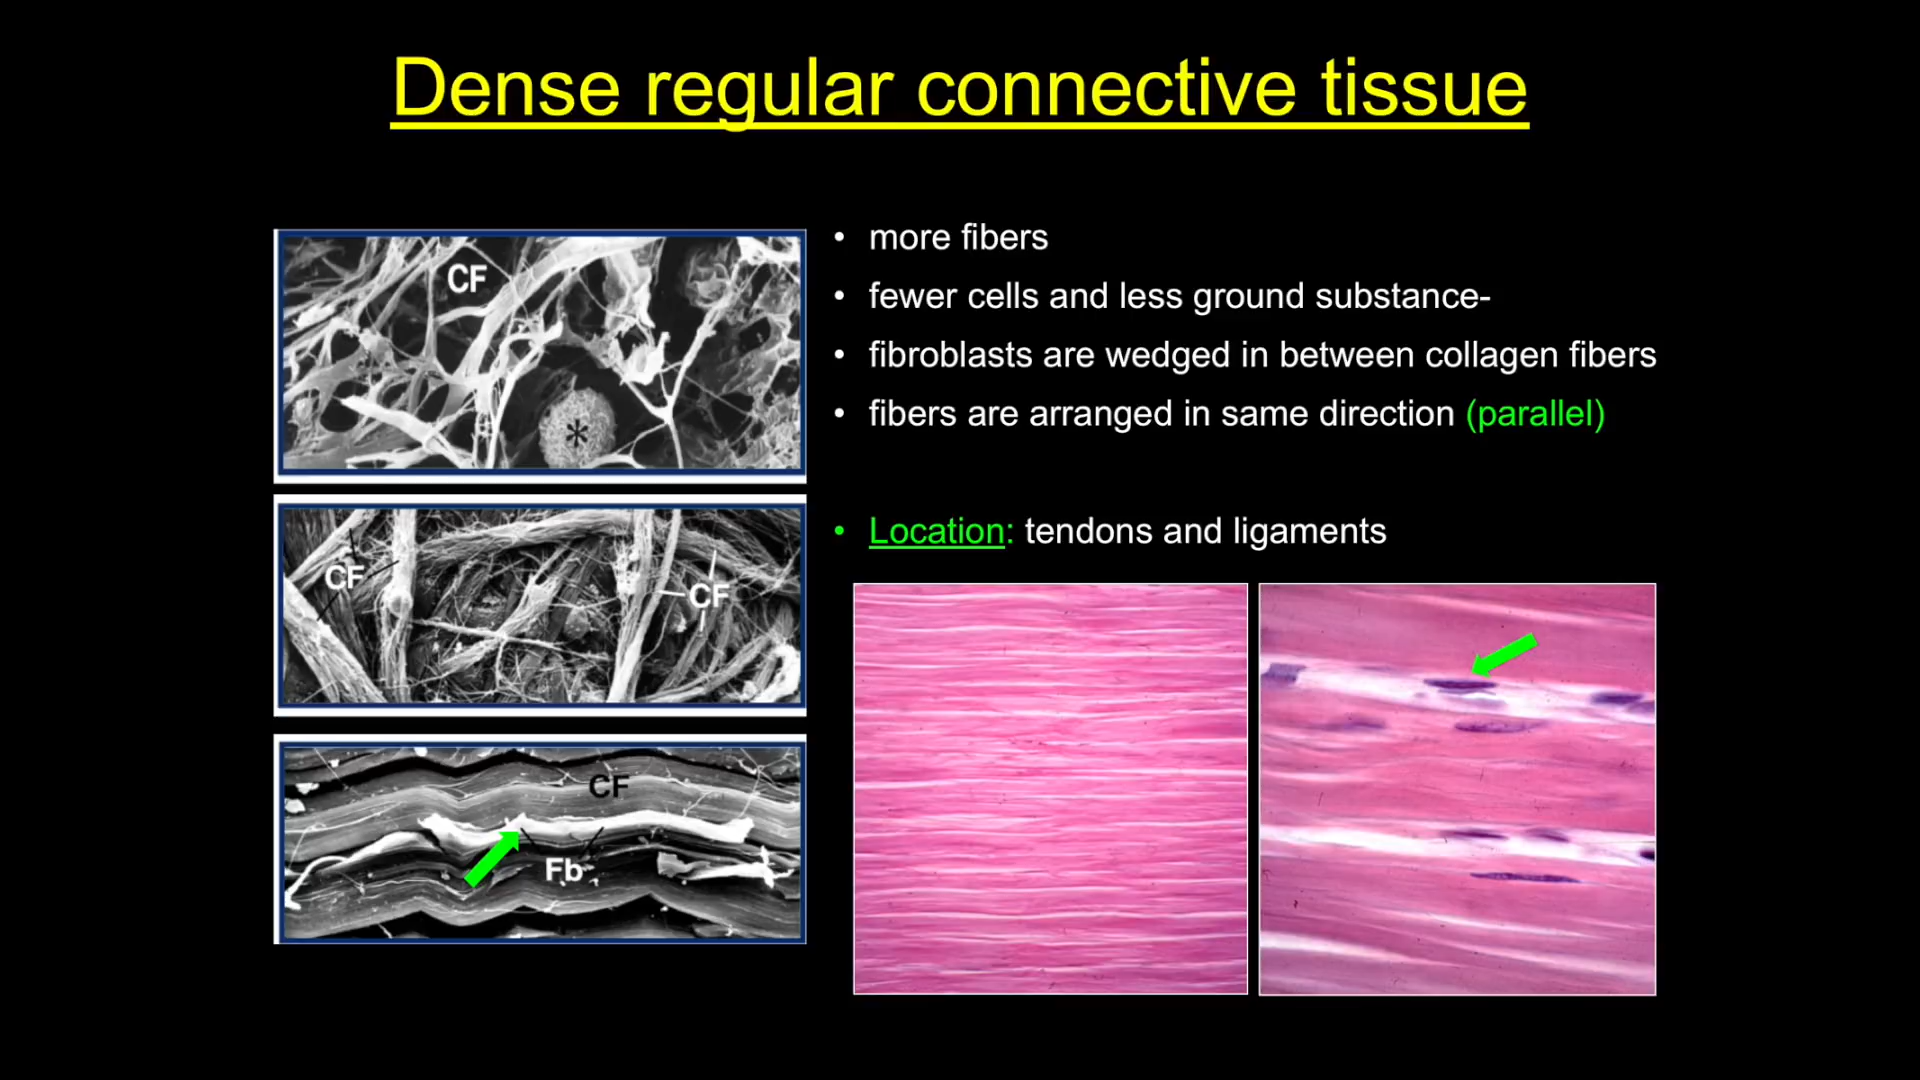 Dense regular connective tissue
CF
*
CF
CF
CF
Fb
• more fibers
• fewer cells and less ground substance-
• fibroblasts are wedged in between collagen fibers
• fibers are arranged in same direction (parallel)
• Location: tendons and ligaments